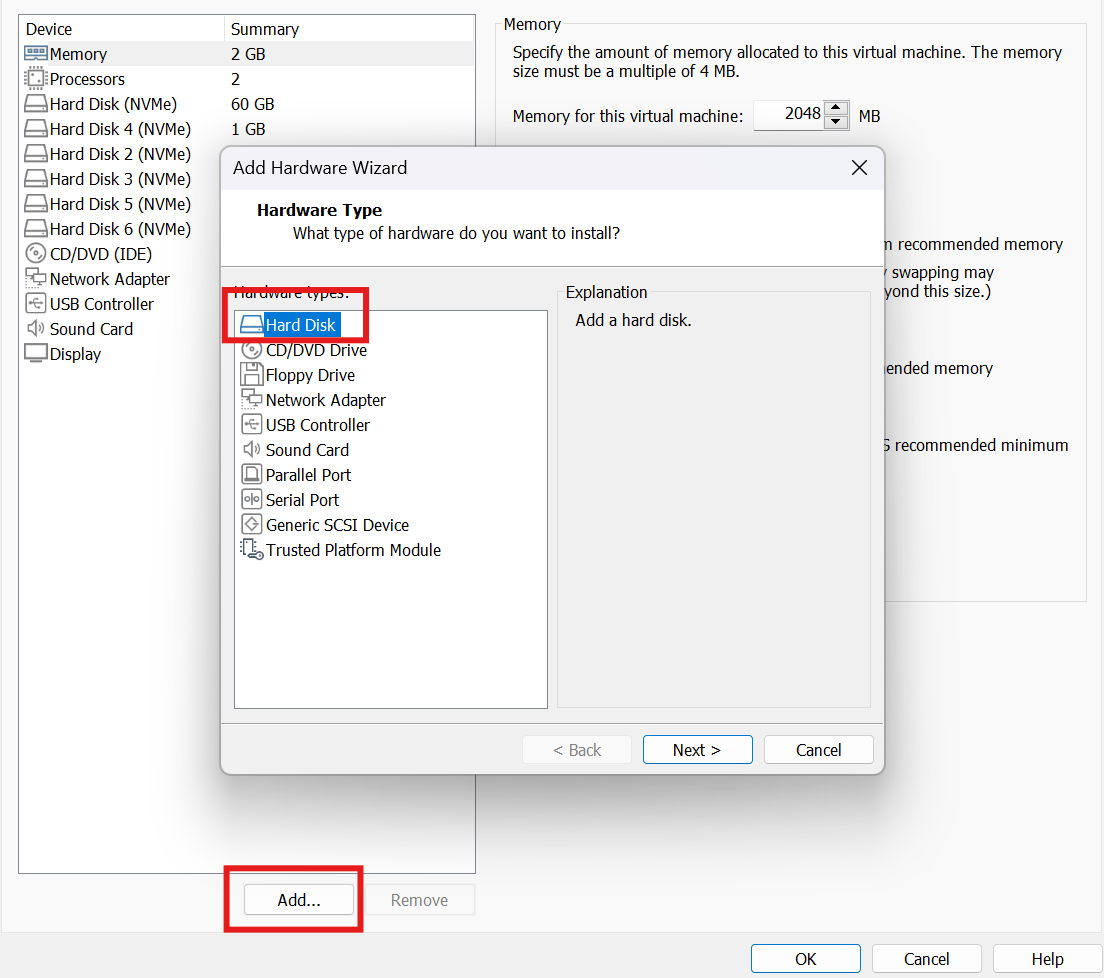 Device Summary
Memory 2 GB
Processors 2
Hard Disk (NVMe) 60 GB
Hard Disk 4 (NVMe) 1 GB
Hard Disk 2 (NVMe)
Hard Disk 3 (NVMe)
Hard Disk 5 (NVMe)
Hard Disk 6 (NVMe)
CD/DVD (IDE)
Network Adapter
USB Controller
Sound Card
Display
Add...
Remove
Memory
Specify the amount of memory allocated to this virtual machine. The memory
size must be a multiple of 4 MB.
Memory for this virtual machine: 2048 MB
recommended memory
swapping may
this size.)
memory
recommended minimum
Add Hardware Wizard
Hardware Type
What type of hardware do you want to install?
Hardware types:
Hard Disk
CD/DVD Drive
Floppy Drive
Network Adapter
USB Controller
Sound Card
Parallel Port
Serial Port
Generic SCSI Device
Trusted Platform Module
Explanation
Add a hard disk.
< Back
Next >
Cancel
OK
Cancel
Help